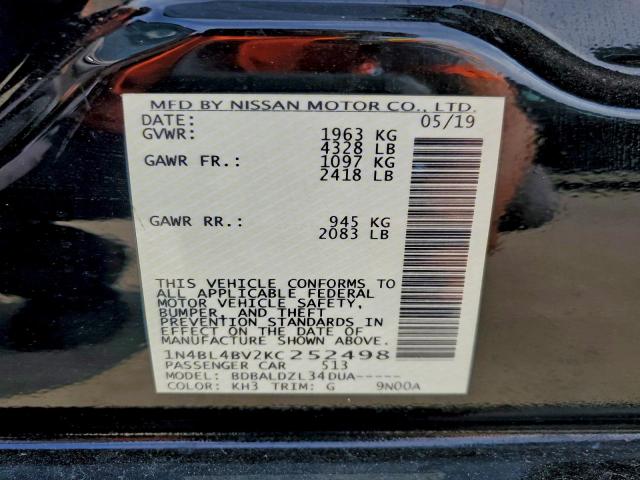 MFD BY NISSAN MOTOR CO., LTD.
DATE: 05/19
GVWR: 1963 KG
4328 LB
GAWR FR.: 1097 KG
2418 LB
GAWR RR.: 945 KG
2083 LB
THIS VEHICLE CONFORMS TO
ALL APPLICABLE FEDERAL
MOTOR VEHICLE SAFETY,
BUMPER, AND THEFT
PREVENTION STANDARDS IN
EFFECT ON THE DATE OF
MANUFACTURE SHOWN ABOVE.
1N4BL4BV2KC252498
PASSENGER CAR 513
MODEL: BDBALDZL34DUA-----
COLOR: KH3 TRIM: G 9N00A